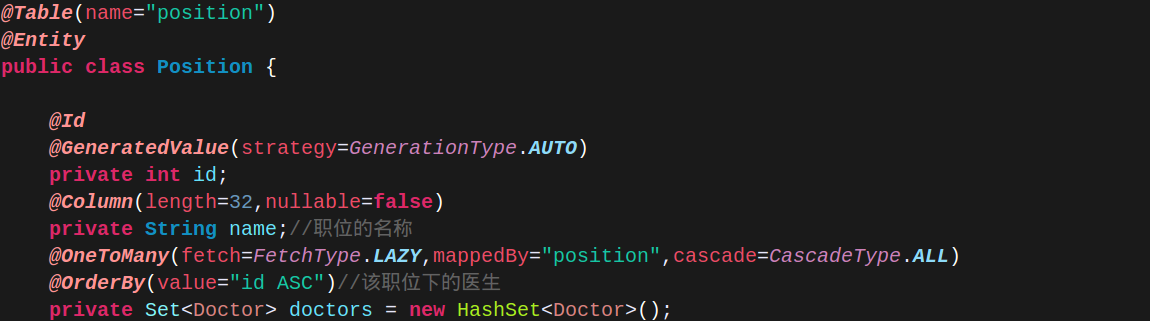 @Table(name="position")
@Entity
public class Position {
@Id
@GeneratedValue(strategy=GenerationType.AUTO)
private int id;
@Column(length=32,nullable=false)
private String name;//职位的名称
@OneToMany(fetch=FetchType.LAZY,mappedBy="position",cascade=CascadeType.ALL)
@OrderBy(value="id ASC")//该职位下的医生
private Set<Doctor> doctors = new HashSet<Doctor>();